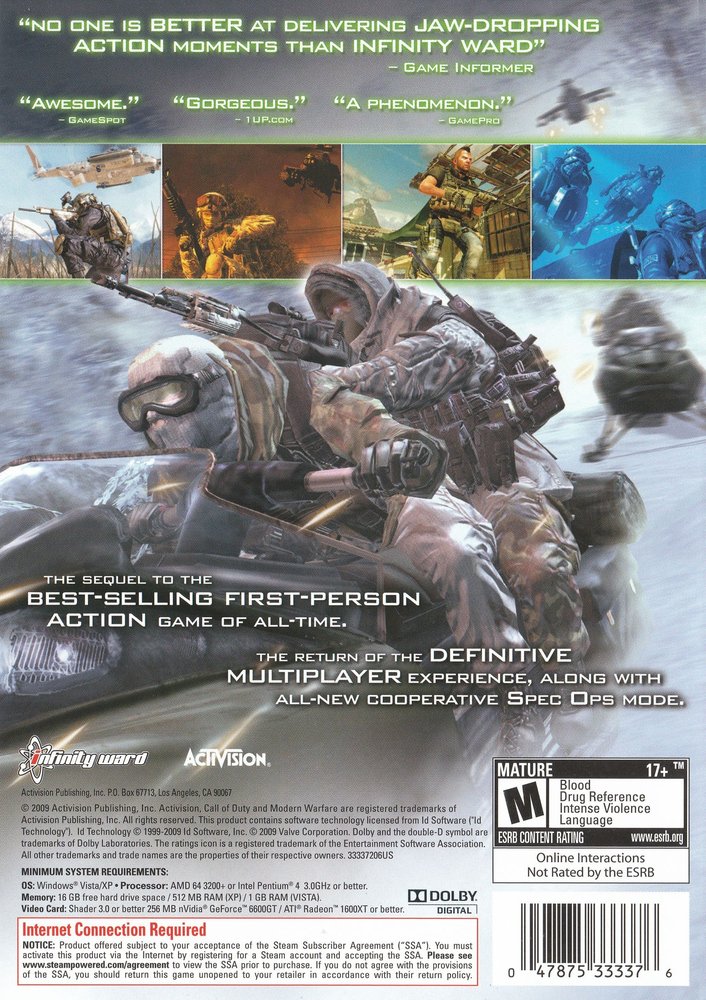 “NO ONE IS BETTER AT DELIVERING JAW-DROPPING
ACTION MOMENTS THAN INFINITY WARD”
– GAME INFORMER
“AWESOME.” “GORGEOUS.” “A PHENOMENON.”
– GAMESPOT – 1UP.COM – GAMEPRO
THE SEQUEL TO THE
BEST-SELLING FIRST-PERSON
ACTION GAME OF ALL-TIME.
THE RETURN OF THE DEFINITIVE
MULTIPLAYER EXPERIENCE, ALONG WITH
ALL-NEW COOPERATIVE SPEC OPS MODE.
infinity ward ACTIVISION®
Activision Publishing, Inc. P.O. Box 67713, Los Angeles, CA 90067
© 2009 Activision Publishing, Inc. Activision, Call of Duty and Modern Warfare are registered trademarks of
Activision Publishing, Inc. All rights reserved. This product contains software technology licensed from Id Software ("Id
Technology"). Id Technology © 1999-2009 Id Software, Inc. © 2009 Valve Corporation. Dolby and the double-D symbol are
trademarks of Dolby Laboratories. The ratings icon is a registered trademark of the Entertainment Software Association.
All other trademarks and trade names are the properties of their respective owners. 33337206US
MINIMUM SYSTEM REQUIREMENTS:
OS: Windows® Vista/XP • Processor: AMD 64 3200+ or Intel Pentium® 4 3.0GHz or better.
Memory: 16 GB free hard drive space / 512 MB RAM (XP) / 1 GB RAM (VISTA).
Video Card: Shader 3.0 or better 256 MB nVidia® GeForce™ 6600GT / ATI® Radeon™ 1600XT or better.
DOLBY
DIGITAL
Internet Connection Required
NOTICE: Product offered subject to your acceptance of the Steam Subscriber Agreement ("SSA"). You must
activate this product via the Internet by registering for a Steam account and accepting the SSA. Please see
www.steampowered.com/agreement to view the SSA prior to purchase. If you do not agree with the provisions
of the SSA, you should return this game unopened to your retailer in accordance with their return policy.
MATURE 17+ ™
M
Blood
Drug Reference
Intense Violence
Language
ESRB CONTENT RATING www.esrb.org
Online Interactions
Not Rated by the ESRB
0 47875 33337 6